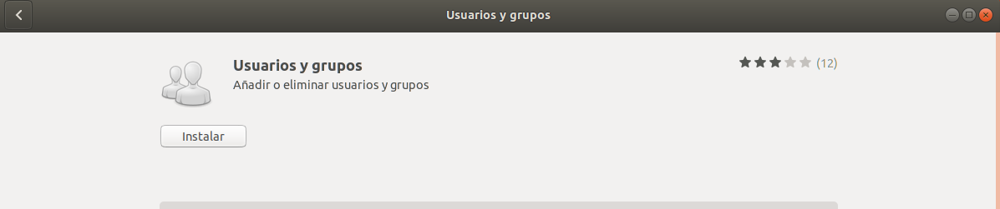 Usuarios y grupos
Usuarios y grupos
(12)
Añadir o eliminar usuarios y grupos
Instalar